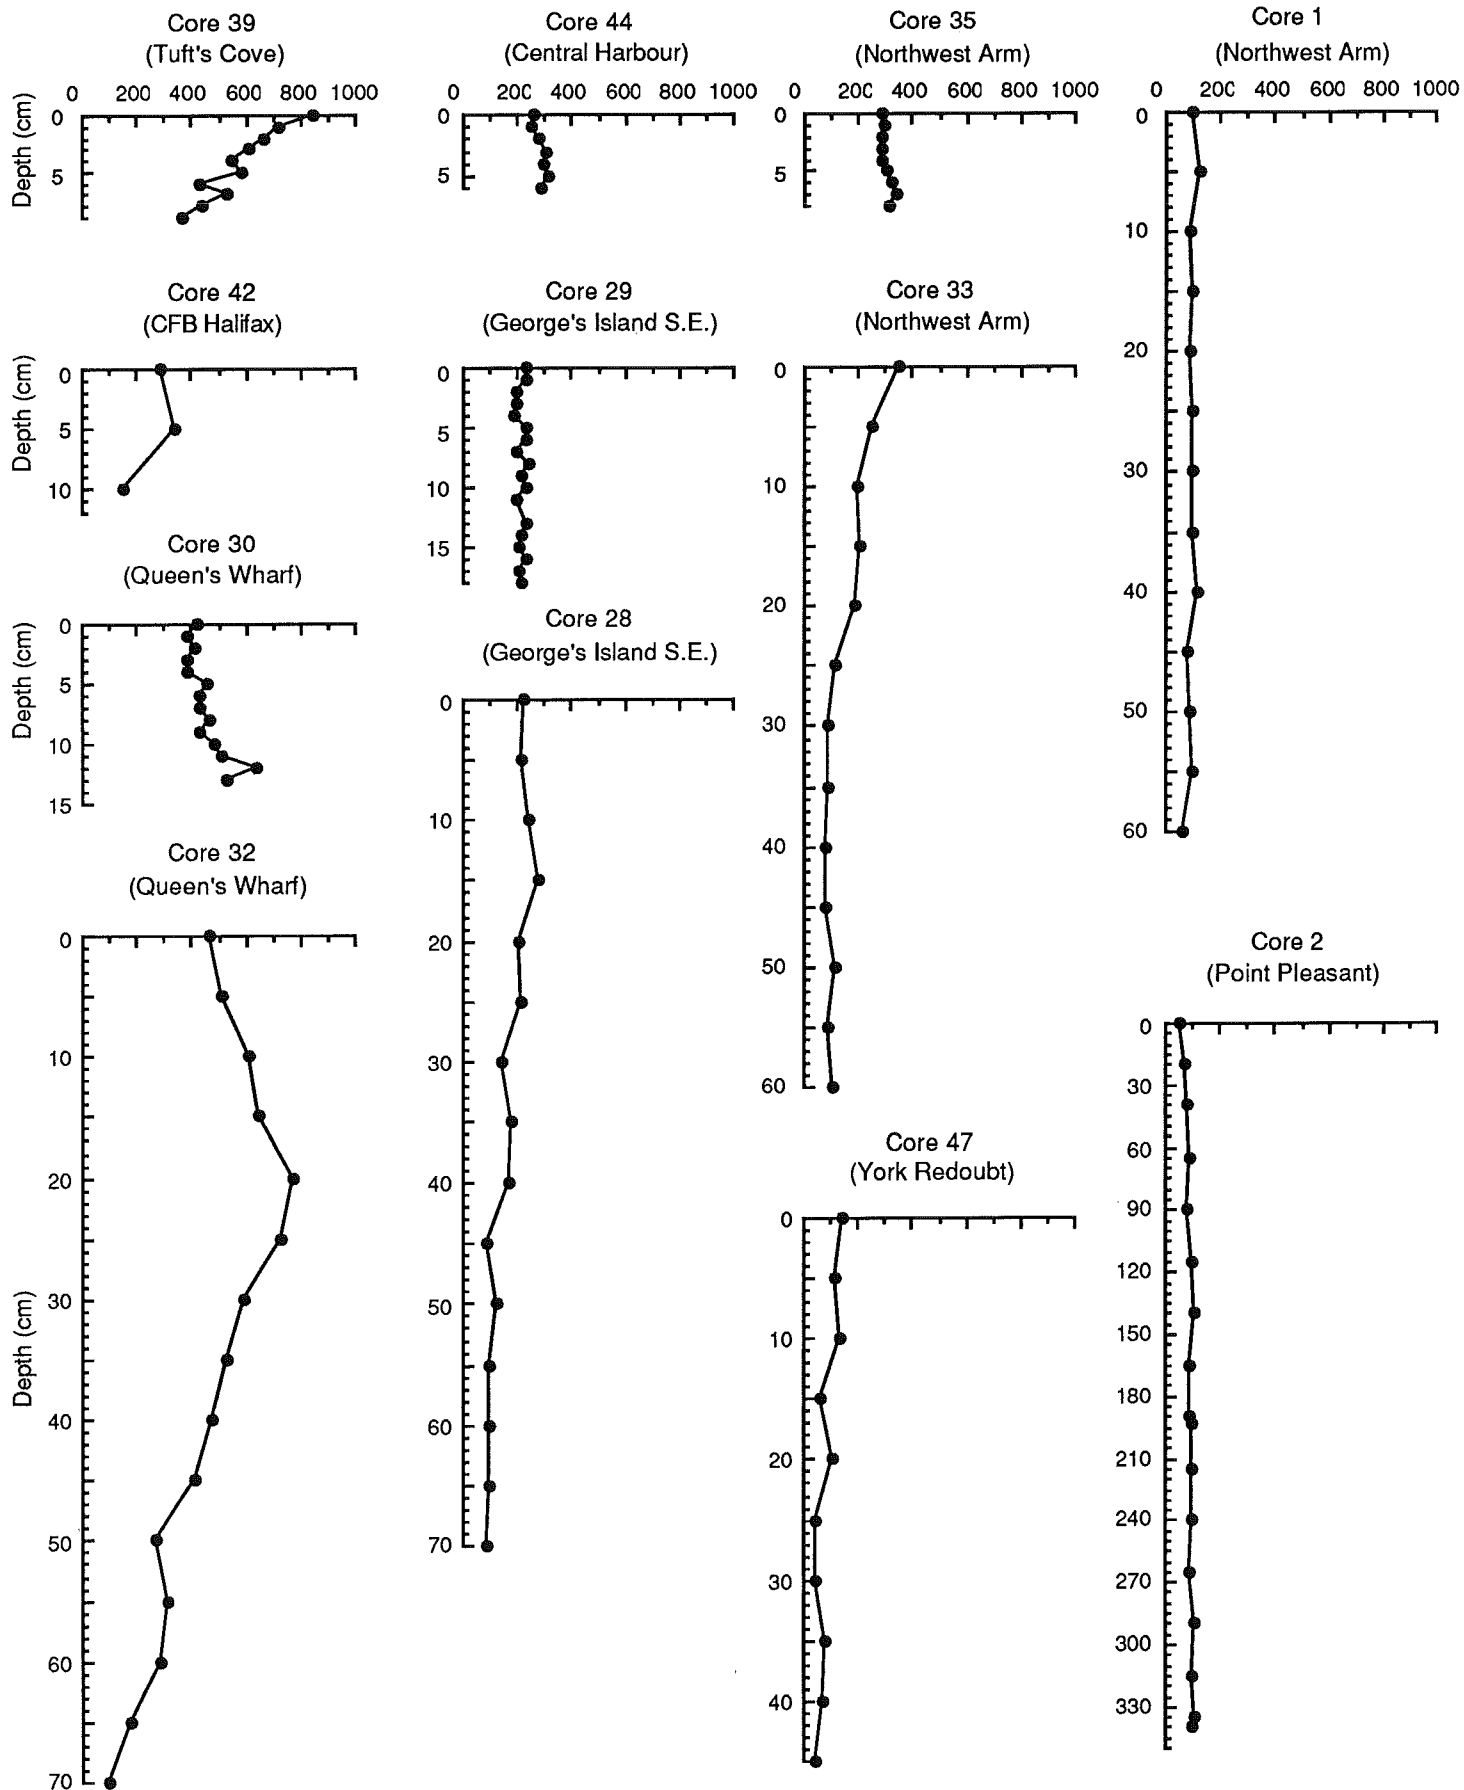 Core 39
(Tuft's Cove)
0 200 400 600 800 1000
Depth (cm)
0
5
Core 42
(CFB Halifax)
Depth (cm)
0
5
10
Core 30
(Queen's Wharf)
Depth (cm)
0
5
10
15
Core 32
(Queen's Wharf)
Depth (cm)
0
10
20
30
40
50
60
70
Core 44
(Central Harbour)
0 200 400 600 800 1000
0
5
Core 29
(George's Island S.E.)
0
5
10
15
Core 28
(George's Island S.E.)
0
10
20
30
40
50
60
70
Core 35
(Northwest Arm)
0 200 400 600 800 1000
0
5
Core 33
(Northwest Arm)
0
10
20
30
40
50
60
Core 47
(York Redoubt)
0
10
20
30
40
Core 1
(Northwest Arm)
0 200 400 600 800 1000
0
10
20
30
40
50
60
Core 2
(Point Pleasant)
0
30
60
90
120
150
180
210
240
270
300
330